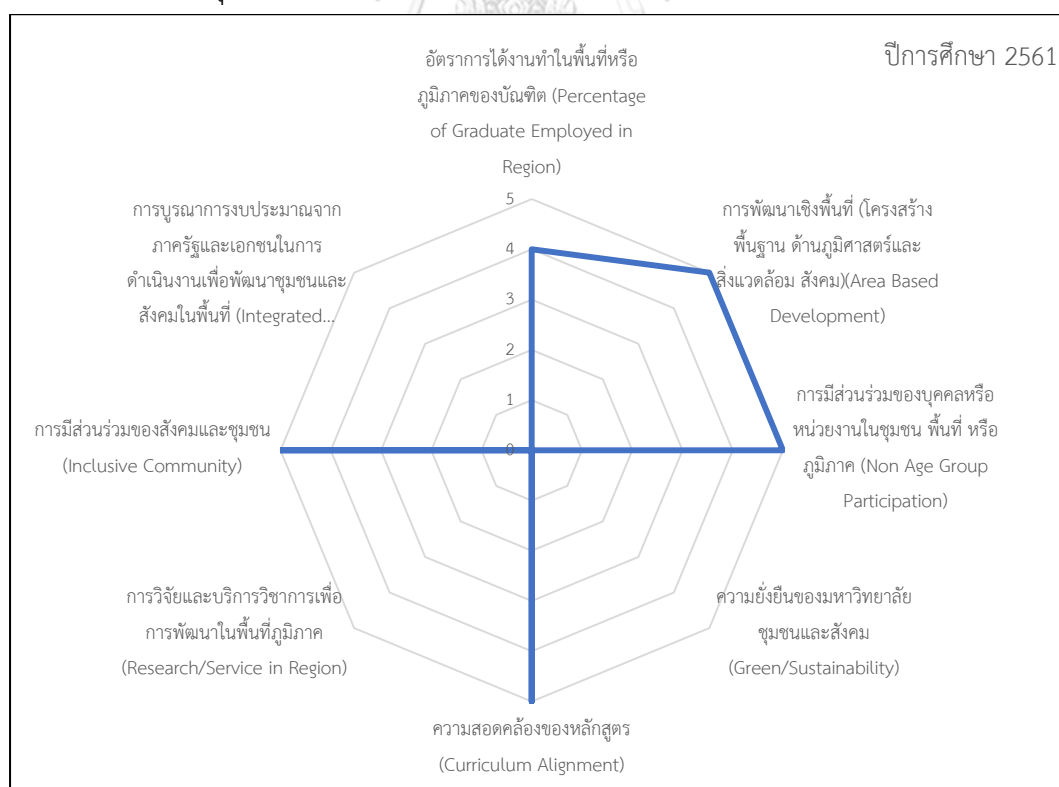 ปีการศึกษา 2561
อัตราการได้งานทำในพื้นที่หรือ
ภูมิภาคของบัณฑิต (Percentage
of Graduate Employed in
Region)
การพัฒนาเชิงพื้นที่ (โครงสร้าง
พื้นฐาน ด้านภูมิศาสตร์และ
สิ่งแวดล้อม สังคม)(Area Based
Development)
การมีส่วนร่วมของบุคคลหรือ
หน่วยงานในชุมชน พื้นที่ หรือ
ภูมิภาค (Non Age Group
Participation)
ความยั่งยืนของมหาวิทยาลัย
ชุมชนและสังคม
(Green/Sustainability)
ความสอดคล้องของหลักสูตร
(Curriculum Alignment)
การวิจัยและบริการวิชาการเพื่อ
การพัฒนาในพื้นที่ภูมิภาค
(Research/Service in Region)
การมีส่วนร่วมของสังคมและชุมชน
(Inclusive Community)
การบูรณาการงบประมาณจาก
ภาครัฐและเอกชนในการ
ดำเนินงานเพื่อพัฒนาชุมชนและ
สังคมในพื้นที่ (Integrated...
5
4
3
2
1
0